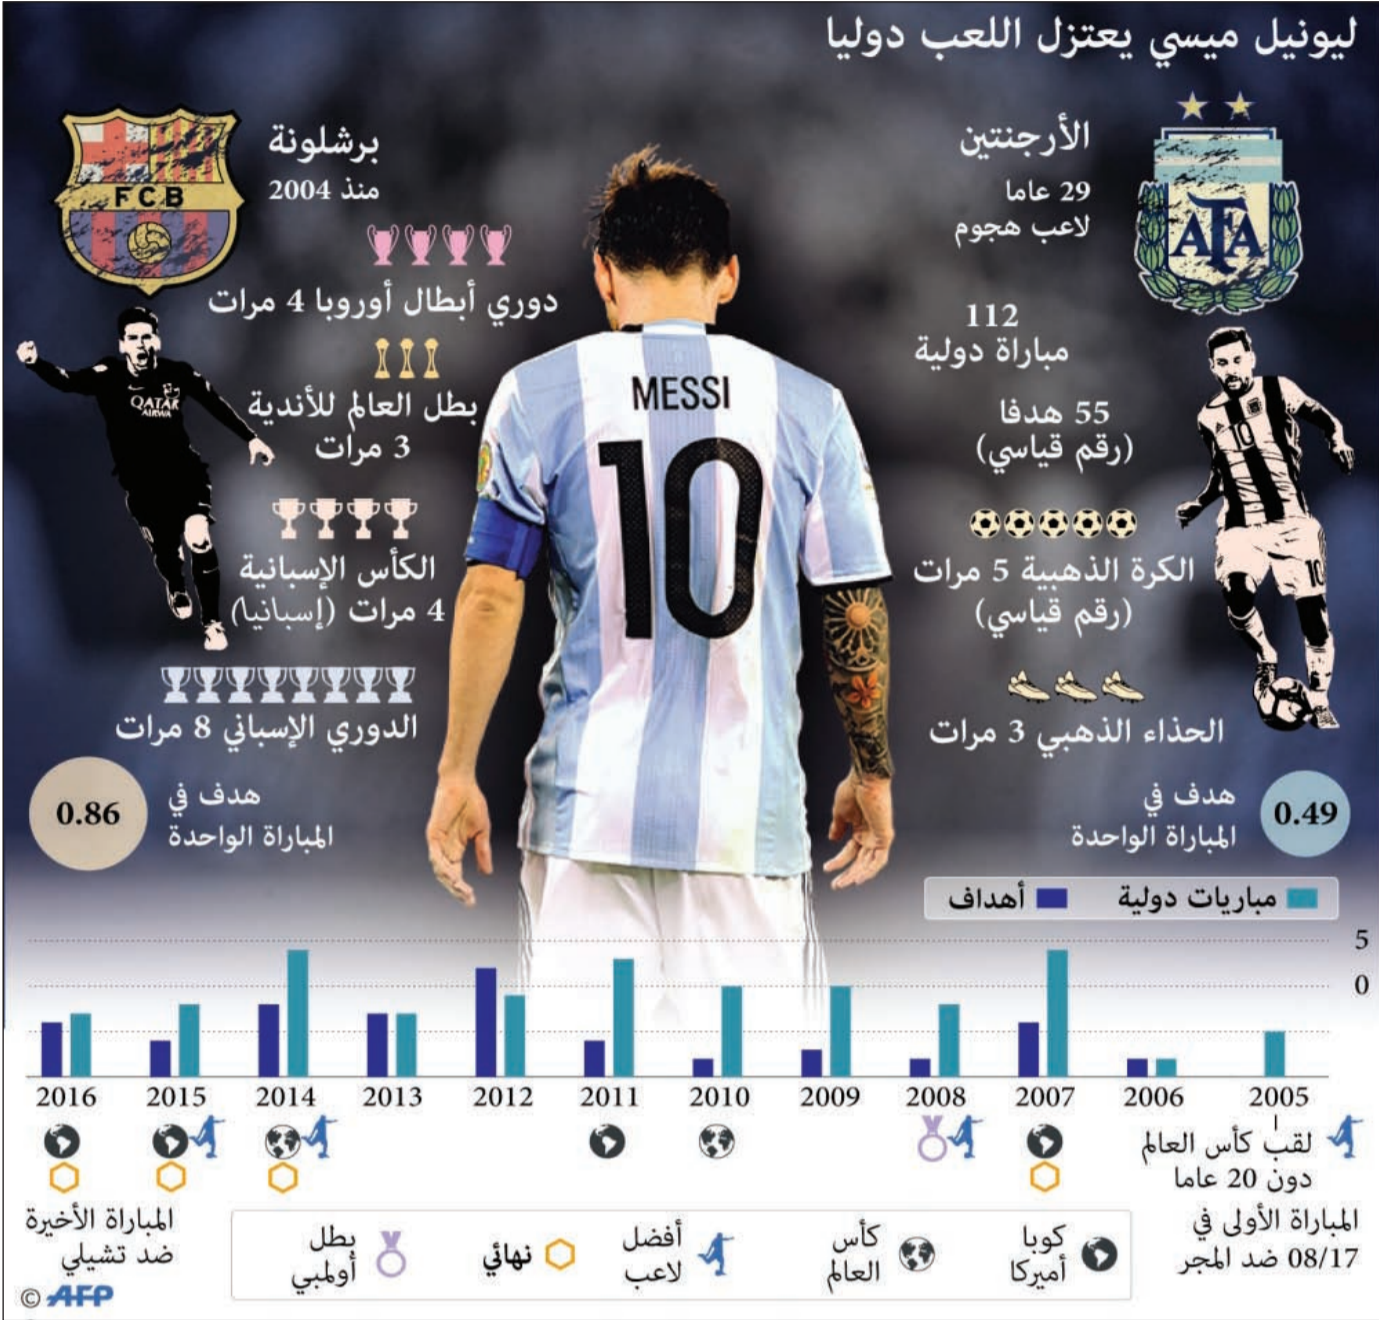 ليونيل ميسي يعتزل اللعب دوليا
الأرجنتين
29 عاما
لاعب هجوم
AFA
112
مباراة دولية
55 هدفا
(رقم قياسي)
10
10
الكرة الذهبية 5 مرات
(رقم قياسي)
الحذاء الذهبي 3 مرات
0.49
هدف في
المباراة الواحدة
MESSI
10
برشلونة
منذ 2004
FCB
دوري أبطال أوروبا 4 مرات
QATAR
AIRWA
بطل العالم للأندية
3 مرات
الكأس الإسبانية
4 مرات (إسبانيا)
الدوري الإسباني 8 مرات
هدف في
المباراة الواحدة
0.86
مباريات دولية
أهداف
5
0
2016 2015 2014 2013 2012 2011 2010 2009 2008 2007 2006 2005
لقب كأس العالم
دون 20 عاما
المباراة الأولى في
08/17 ضد المجر
كوبا
أميركا
كأس
العالم
أفضل
لاعب
نهائي
بطل
أولمبي
المباراة الأخيرة
ضد تشيلي
© AFP